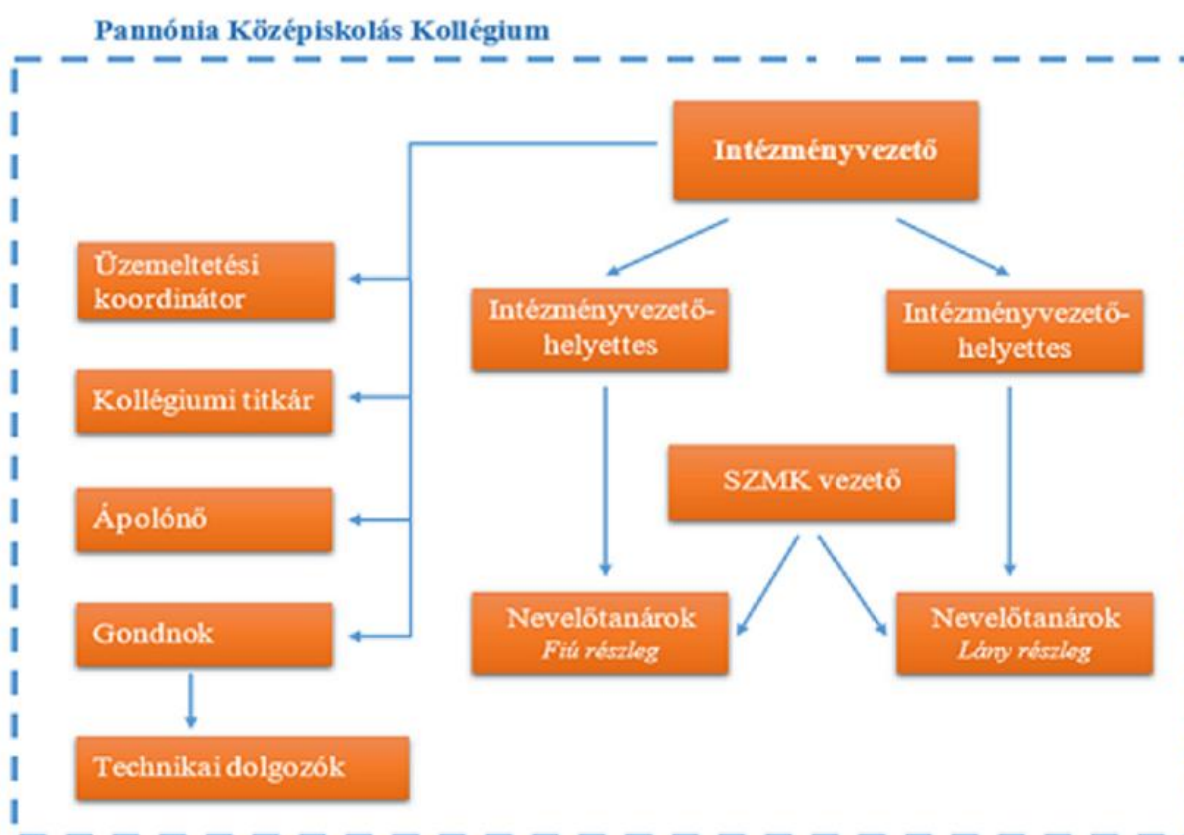 Pannónia Középiskolás Kollégium
Intézményvezető
Üzemeltetési
koordinátor
Kollégiumi titkár
Ápolónő
Gondnok
Technikai dolgozók
Intézményvezető-
helyettes
Intézményvezető-
helyettes
SZMK vezető
Nevelőtanárok
Fiú részleg
Nevelőtanárok
Lány részleg